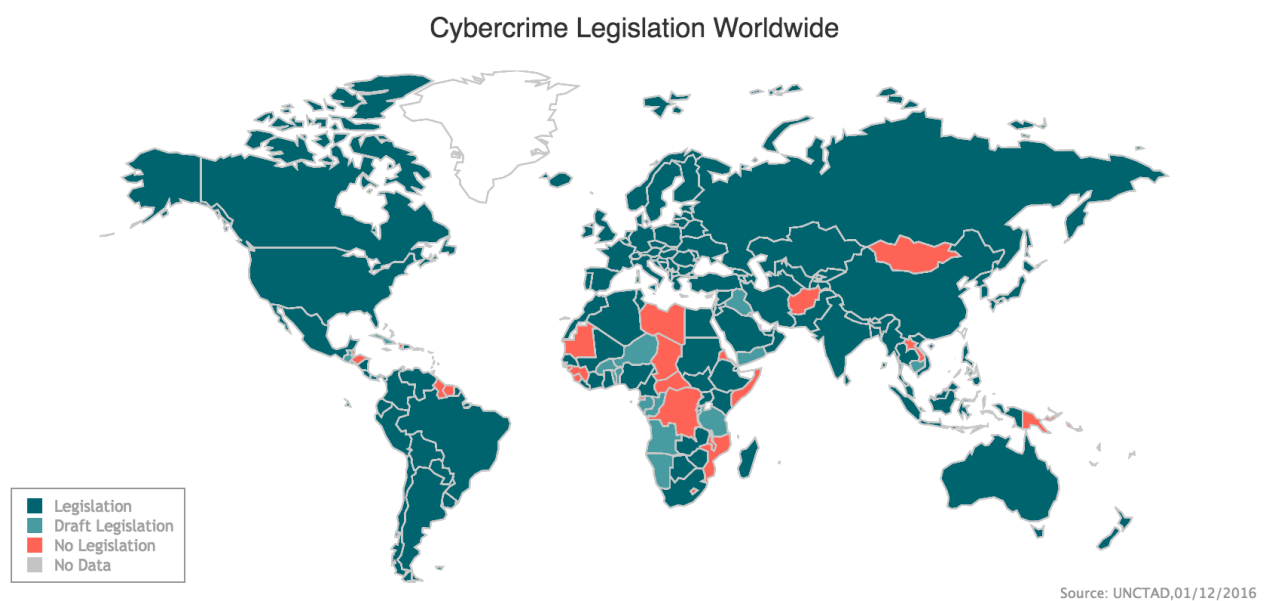 Cybercrime Legislation Worldwide
Legislation
Draft Legislation
No Legislation
No Data
Source: UNCTAD,01/12/2016